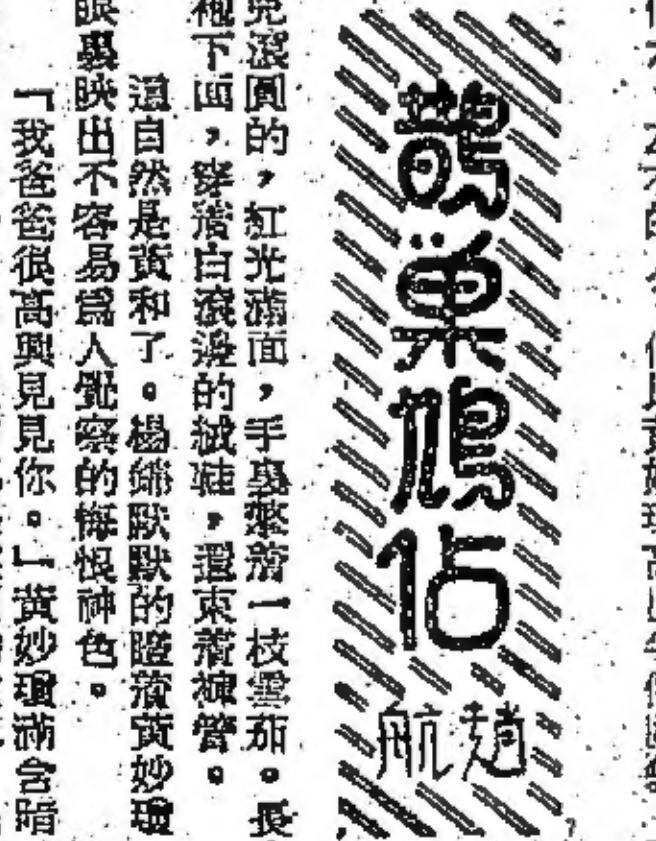 鵲巢鳩佔
趙航
滾圓的，紅光滿面，手裏着一枝雪茄。長
袍下面，穿着白滾邊的絨鞋，還束着褲管。
這自然是黃和了。楊默默的瞪着黃妙瓊
眼裏映出不容易爲人覺察的悔恨神色。
「我爸爸很高興見見你。」黃妙瓊滿含暗